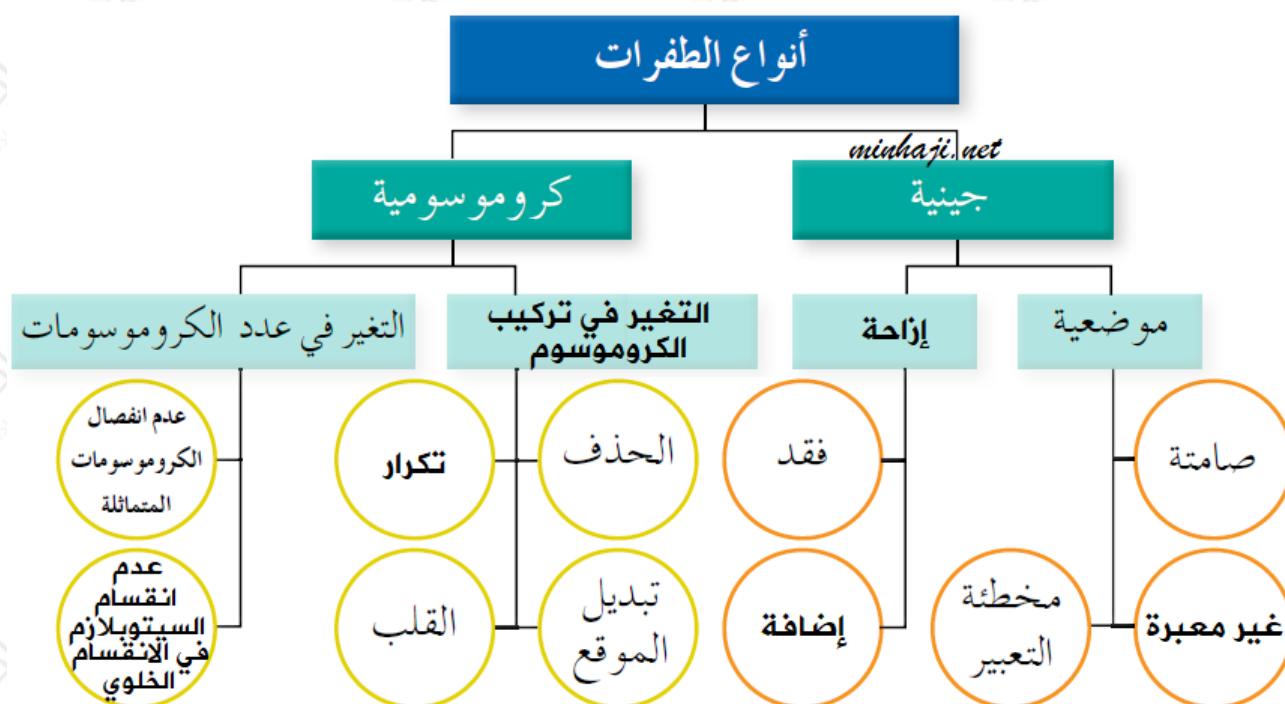 أنواع الطفرات
minhaji.net
جينية
كروموسومية
موضعية
إزاحة
التغير في تركيب
الكروموسوم
التغير في عدد الكروموسومات
صامتة
غير معبرة
مخطئة
التعبير
فقد
إضافة
الحذف
تكرار
تبديل
الموقع
القلب
عدم انفصال
الكروموسومات
المتماثلة
عدم
انقسام
السيتوبلازم
في الانقسام
الخلوي